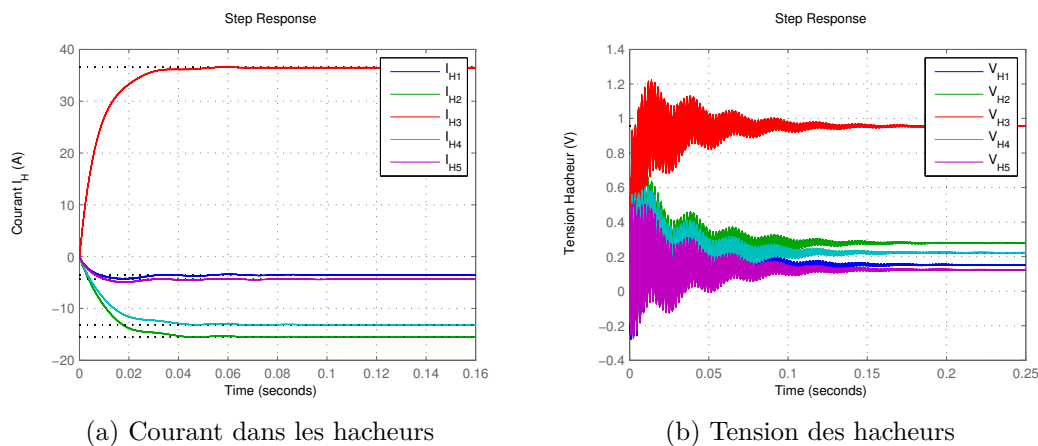 Step Response
Courant I_H (A)
40
30
20
10
0
−10
−20
0
0.02
0.04
0.06
0.08
0.1
0.12
0.14
0.16
Time (seconds)
I_H1
I_H2
I_H3
I_H4
I_H5
(a) Courant dans les hacheurs
Step Response
Tension Hacheur (V)
1.4
1.2
1
0.8
0.6
0.4
0.2
0
−0.2
−0.4
0
0.05
0.1
0.15
0.2
0.25
Time (seconds)
V_H1
V_H2
V_H3
V_H4
V_H5
(b) Tension des hacheurs